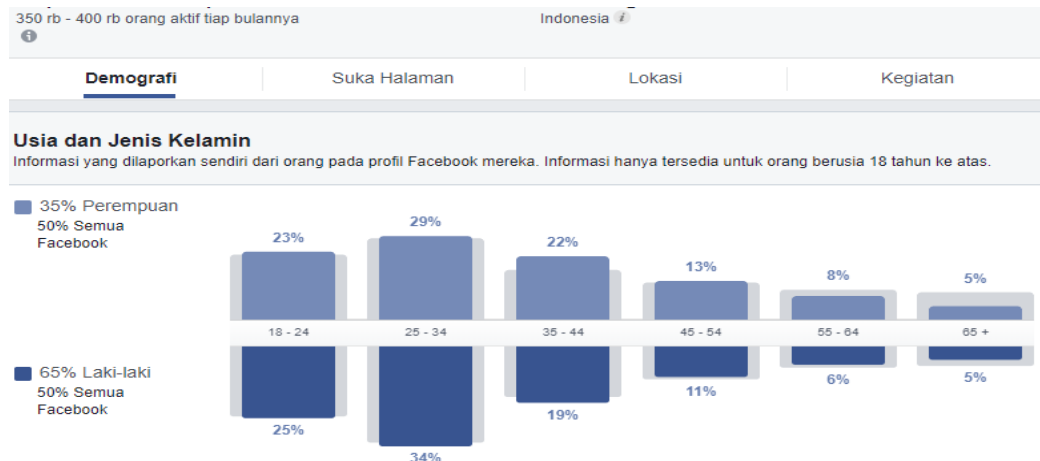 350 rb - 400 rb orang aktif tiap bulannya
Indonesia i
i
Demografi Suka Halaman Lokasi Kegiatan
Usia dan Jenis Kelamin
Informasi yang dilaporkan sendiri dari orang pada profil Facebook mereka. Informasi hanya tersedia untuk orang berusia 18 tahun ke atas.
35% Perempuan
50% Semua
Facebook
23% 29% 22% 13% 8% 5%
18 - 24 25 - 34 35 - 44 45 - 54 55 - 64 65 +
65% Laki-laki
50% Semua
Facebook
25% 34% 19% 11% 6% 5%